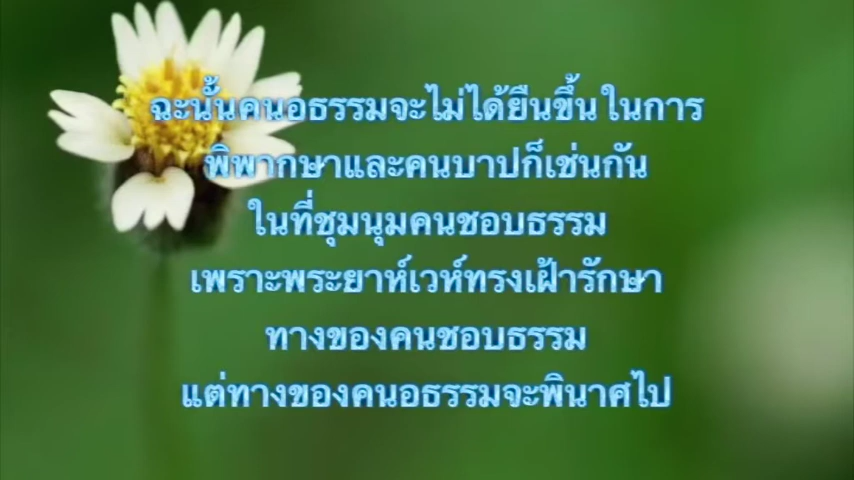 ฉะนั้นคนอธรรมจะไม่ได้ยืนขึ้นในการ
พิพากษาและคนบาปก็เช่นกัน
ในที่ชุมนุมคนชอบธรรม
เพราะพระยาห์เวห์ทรงเฝ้ารักษา
ทางของคนชอบธรรม
แต่ทางของคนอธรรมจะพินาศไป